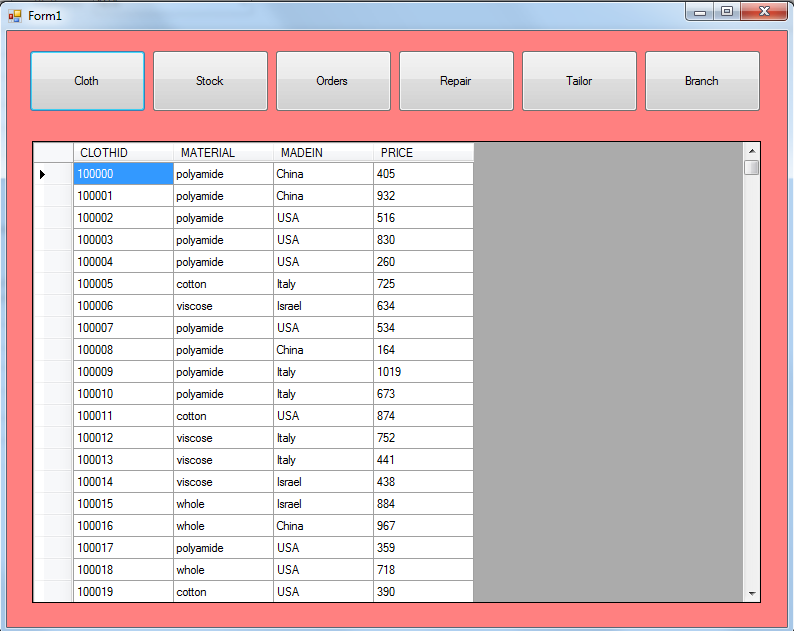 Form1
Cloth Stock Orders Repair Tailor Branch
CLOTHID MATERIAL MADEIN PRICE
100000 polyamide China 405
100001 polyamide China 932
100002 polyamide USA 516
100003 polyamide USA 830
100004 polyamide USA 260
100005 cotton Italy 725
100006 viscose Israel 634
100007 polyamide USA 534
100008 polyamide China 164
100009 polyamide Italy 1019
100010 polyamide Italy 673
100011 cotton USA 874
100012 viscose Italy 752
100013 viscose Italy 441
100014 viscose Israel 438
100015 whole Israel 884
100016 whole China 967
100017 polyamide USA 359
100018 whole USA 718
100019 cotton USA 390